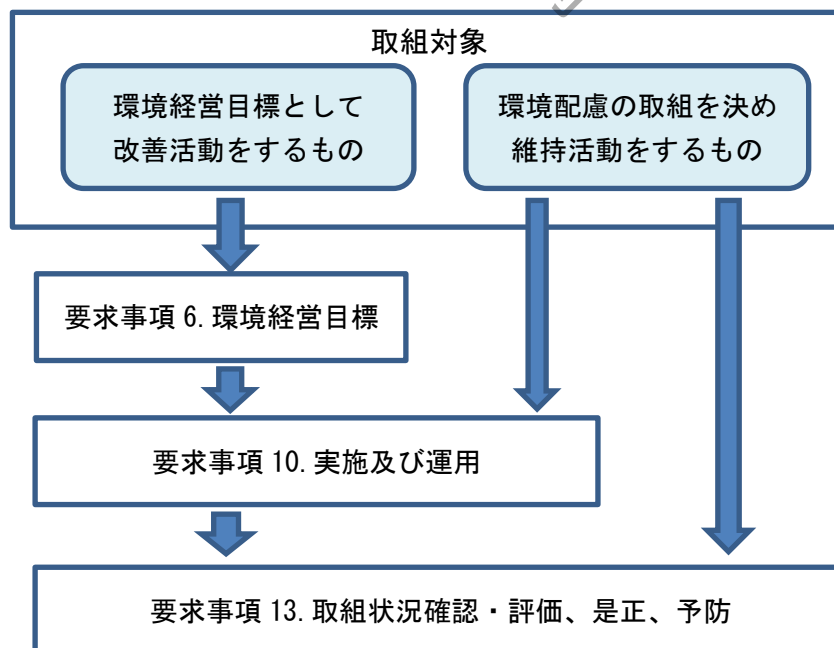 取組対象
環境経営目標として
改善活動をするもの
環境配慮の取組を決め
維持活動をするもの
要求事項 6. 環境経営目標
要求事項 10. 実施及び運用
要求事項 13. 取組状況確認・評価、是正、予防